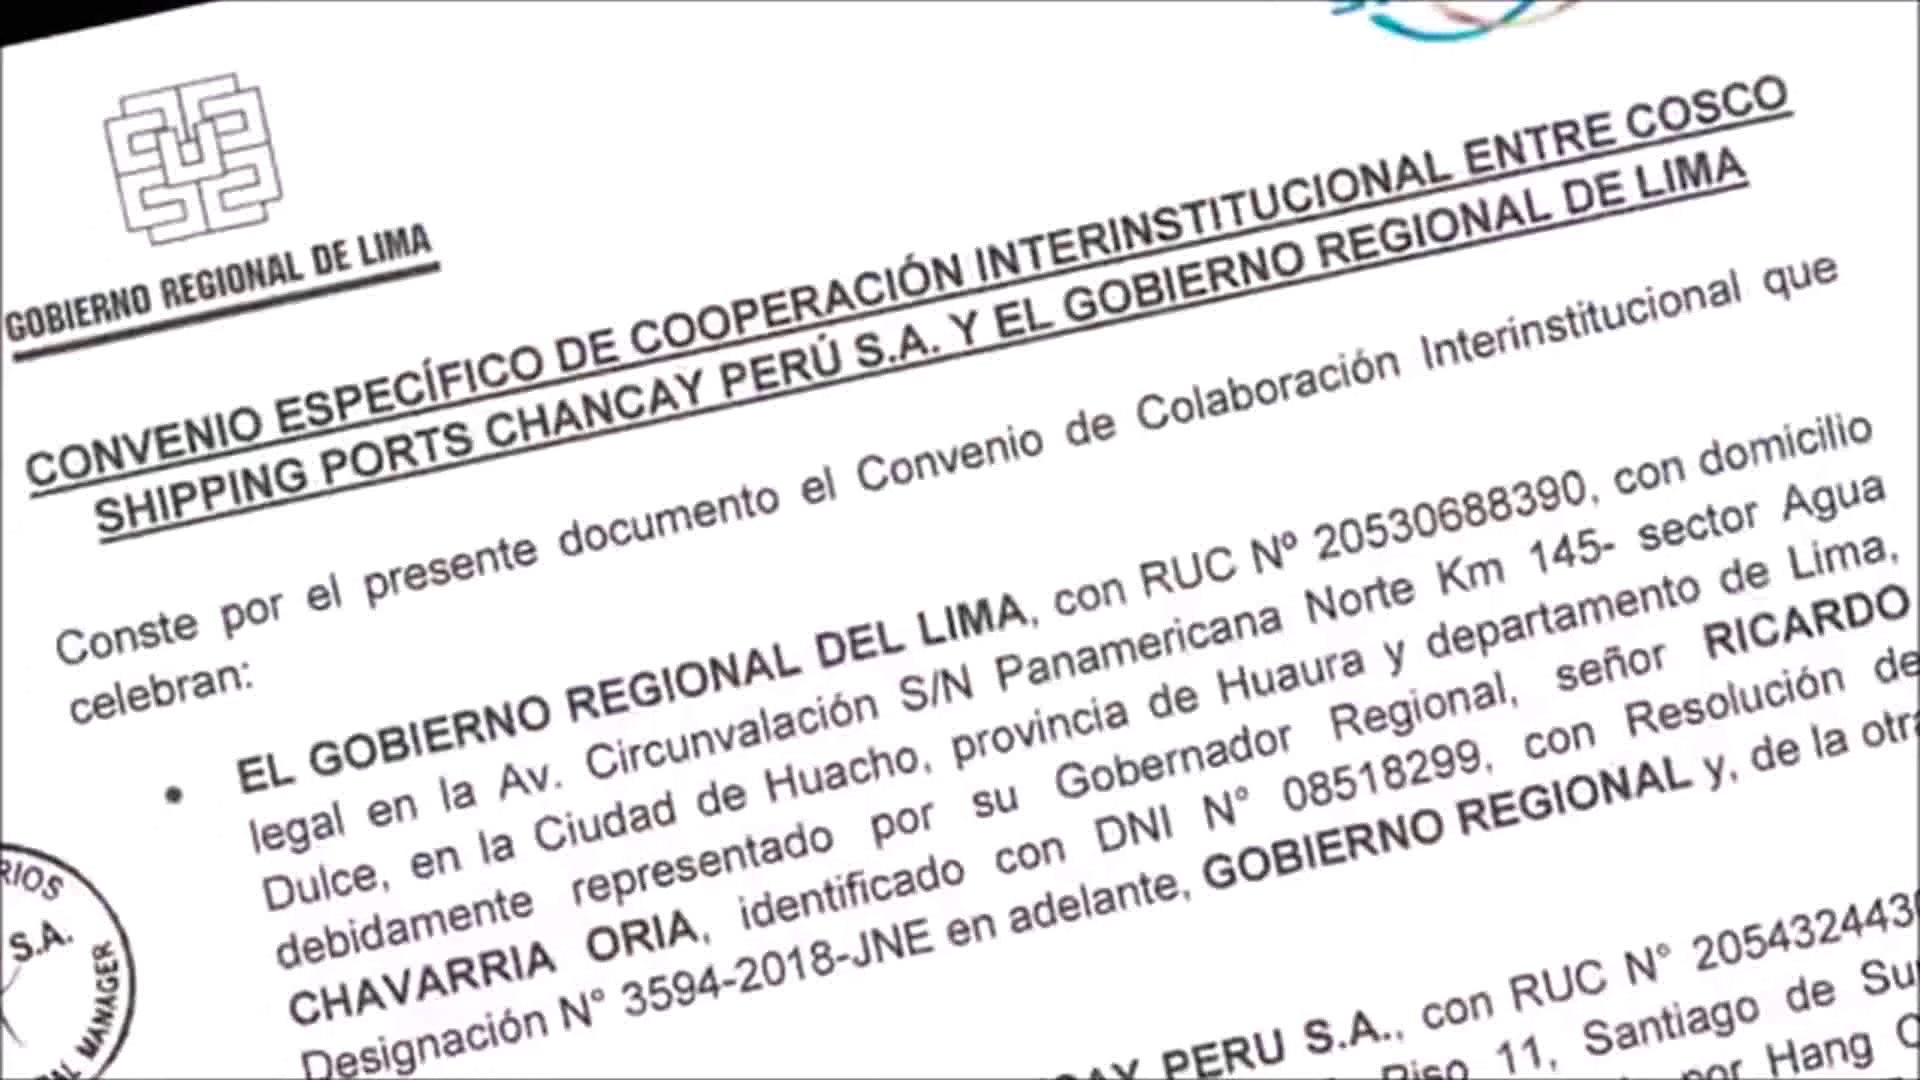 GOBIERNO REGIONAL DE LIMA
CONVENIO ESPECÍFICO DE COOPERACIÓN INTERINSTITUCIONAL ENTRE COSCO
SHIPPING PORTS CHANCAY PERÚ S.A. Y EL GOBIERNO REGIONAL DE LIMA
Conste por el presente documento el Convenio de Colaboración Interinstitucional que
celebran:
• EL GOBIERNO REGIONAL DEL LIMA, con RUC Nº 20530688390, con domicilio
legal en la Av. Circunvalación S/N Panamericana Norte Km 145- sector Agua
Dulce, en la Ciudad de Huacho, provincia de Huaura y departamento de Lima,
debidamente representado por su Gobernador Regional, señor RICARDO
CHAVARRIA ORIA, identificado con DNI N° 08518299, con Resolución de
Designación N° 3594-2018-JNE en adelante, GOBIERNO REGIONAL y, de la otra
PERU S.A., con RUC N°
Piso 11, Santiago de
por Hang
S.A.
MANAGER